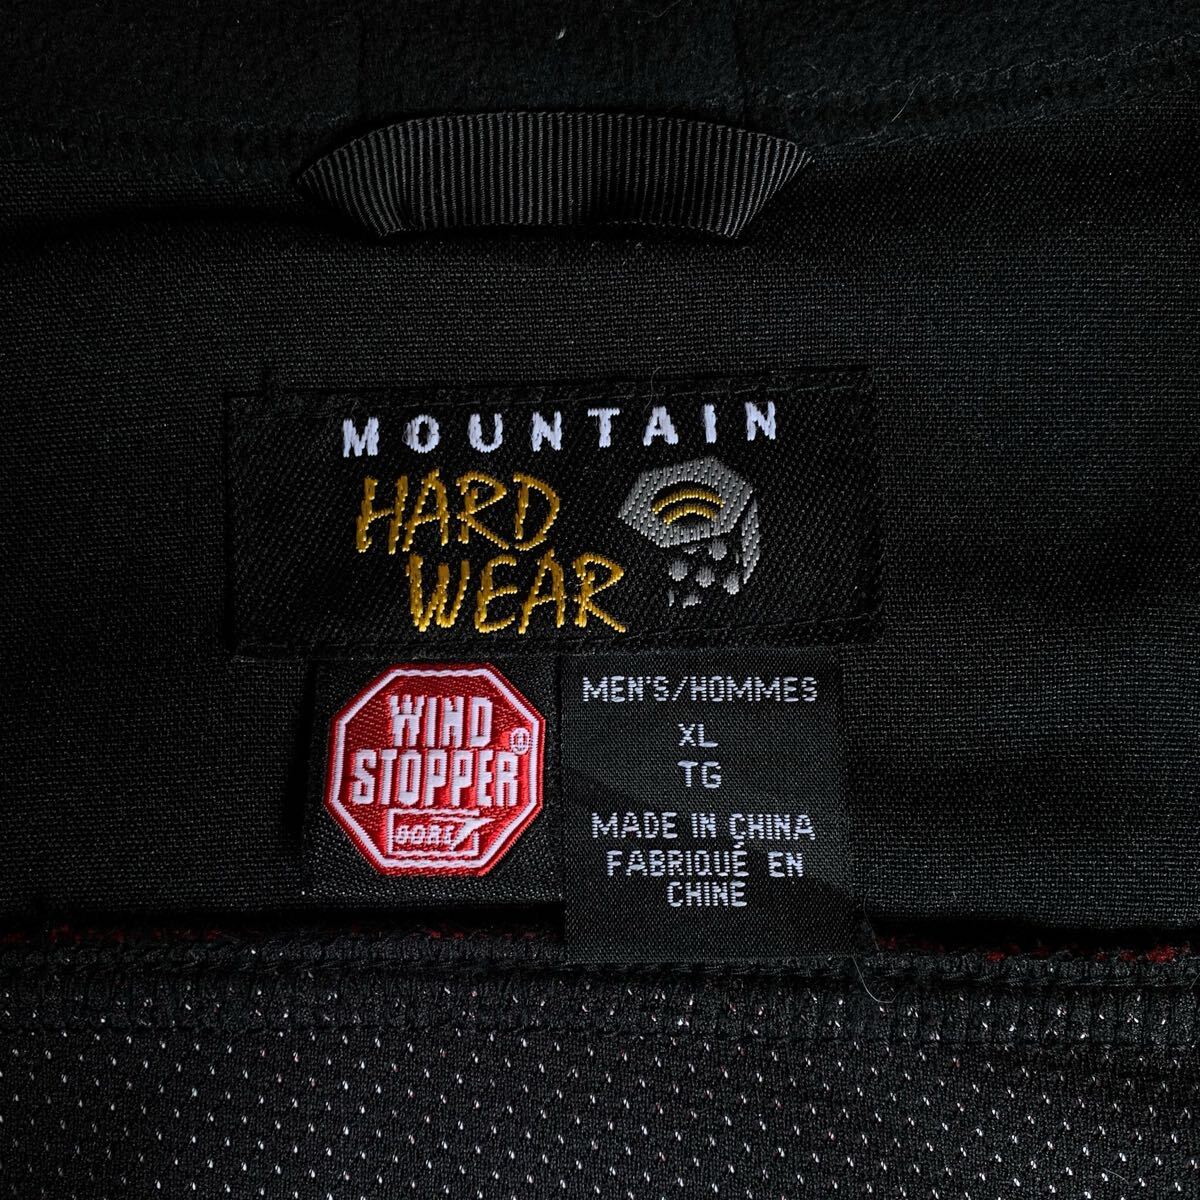 MOUNTAIN
HARD
WEAR
WIND
STOPPER®
GORE
MEN'S/HOMMES
XL
TG
MADE IN CHINA
FABRIQUÉ EN
CHINE